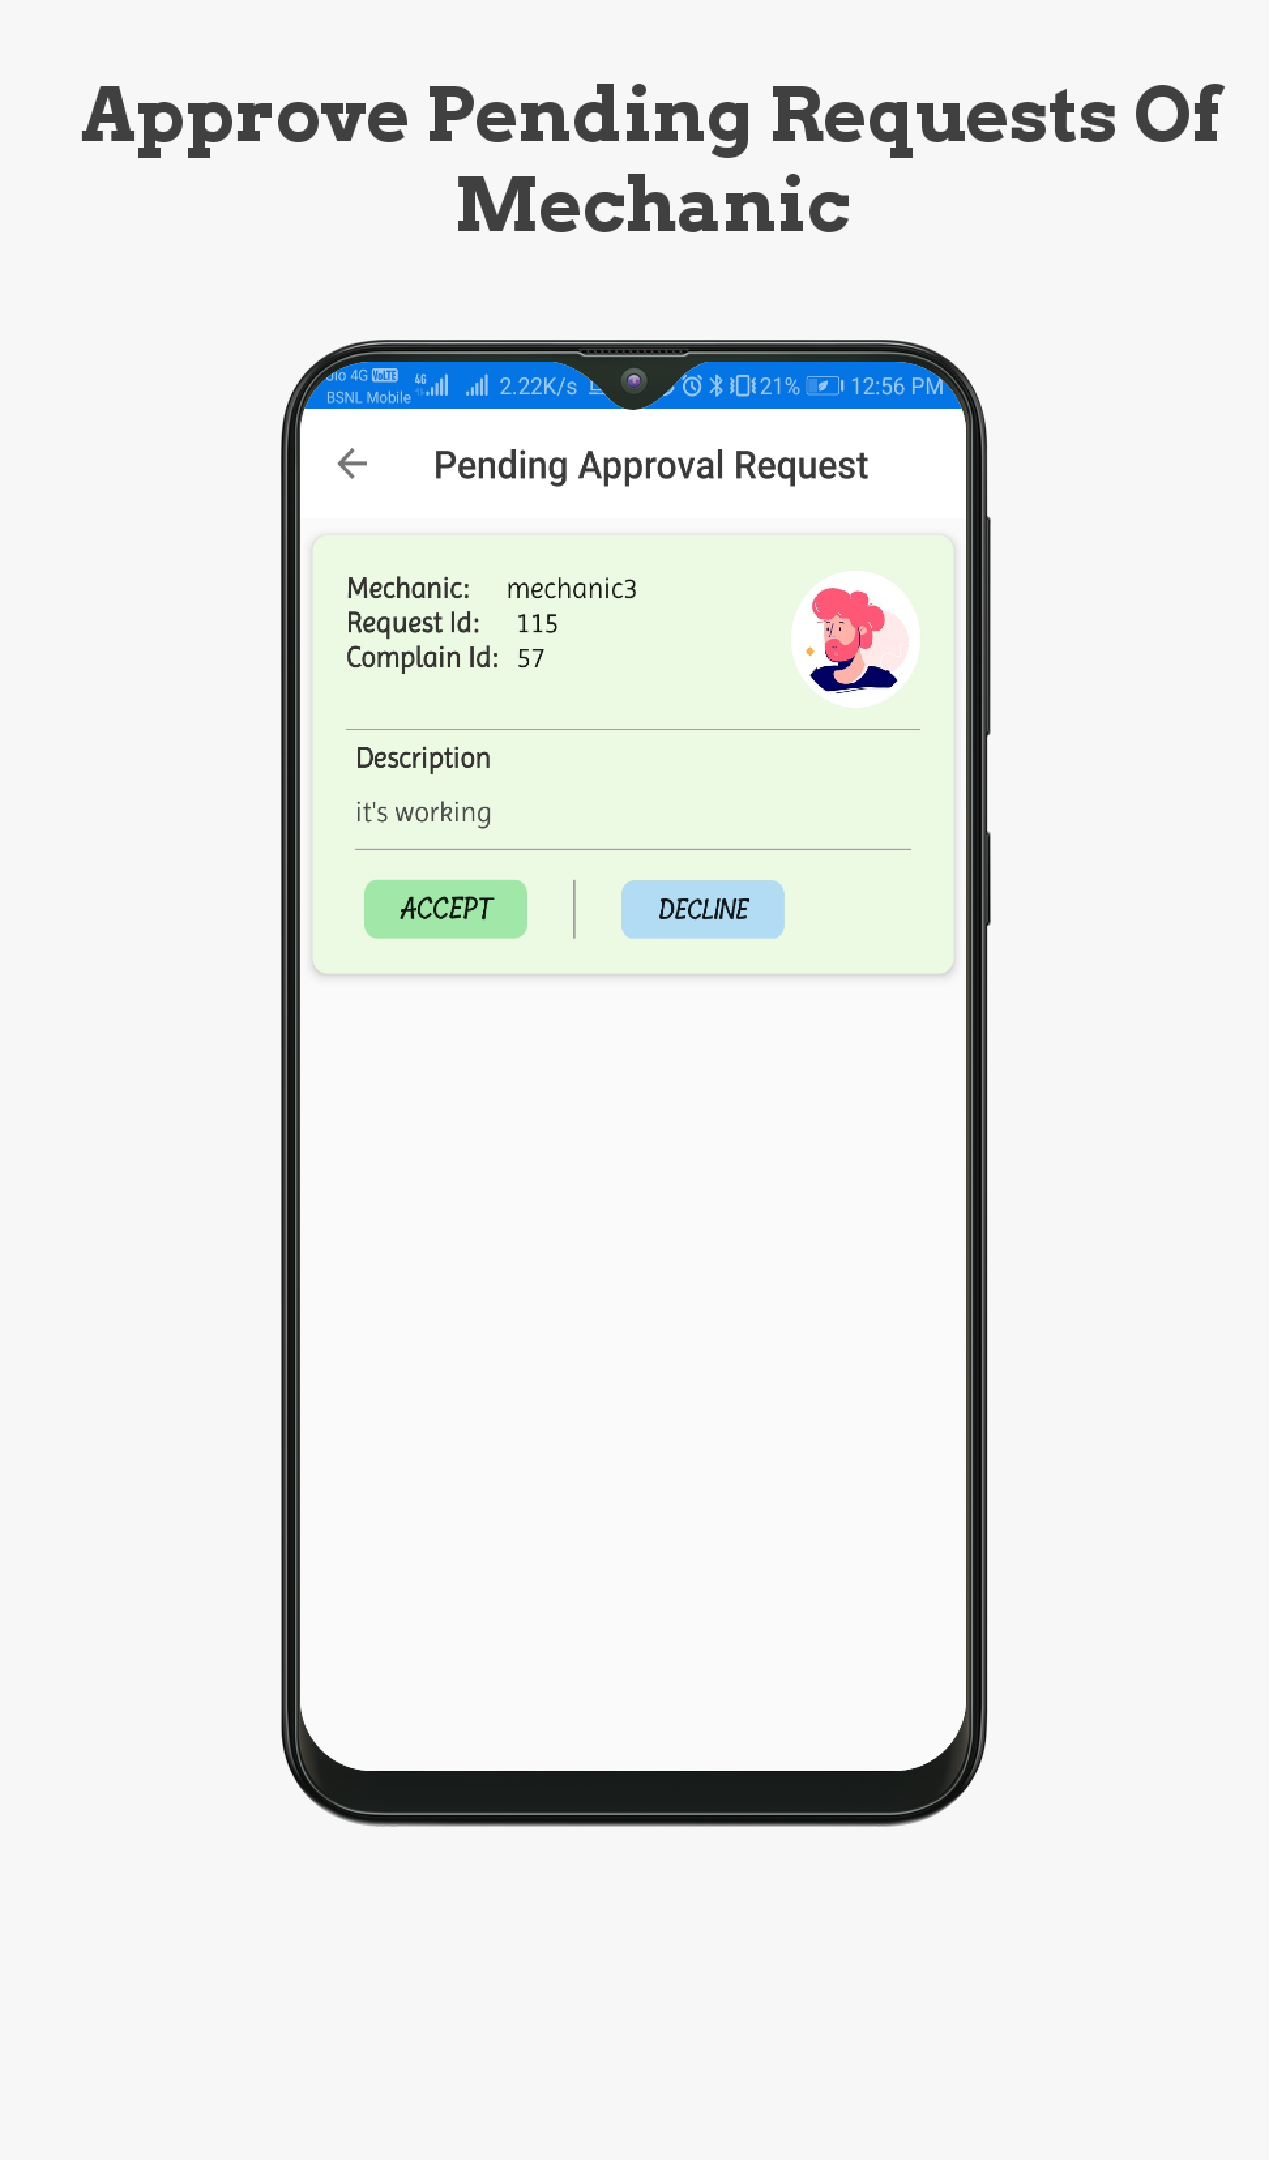 Approve Pending Requests Of
Mechanic
4G VoLTE 4G 2.22K/s 21% 12:56 PM
BSNL Mobile
Pending Approval Request
Mechanic: mechanic3
Request Id: 115
Complain Id: 57
Description
it's working
ACCEPT DECLINE